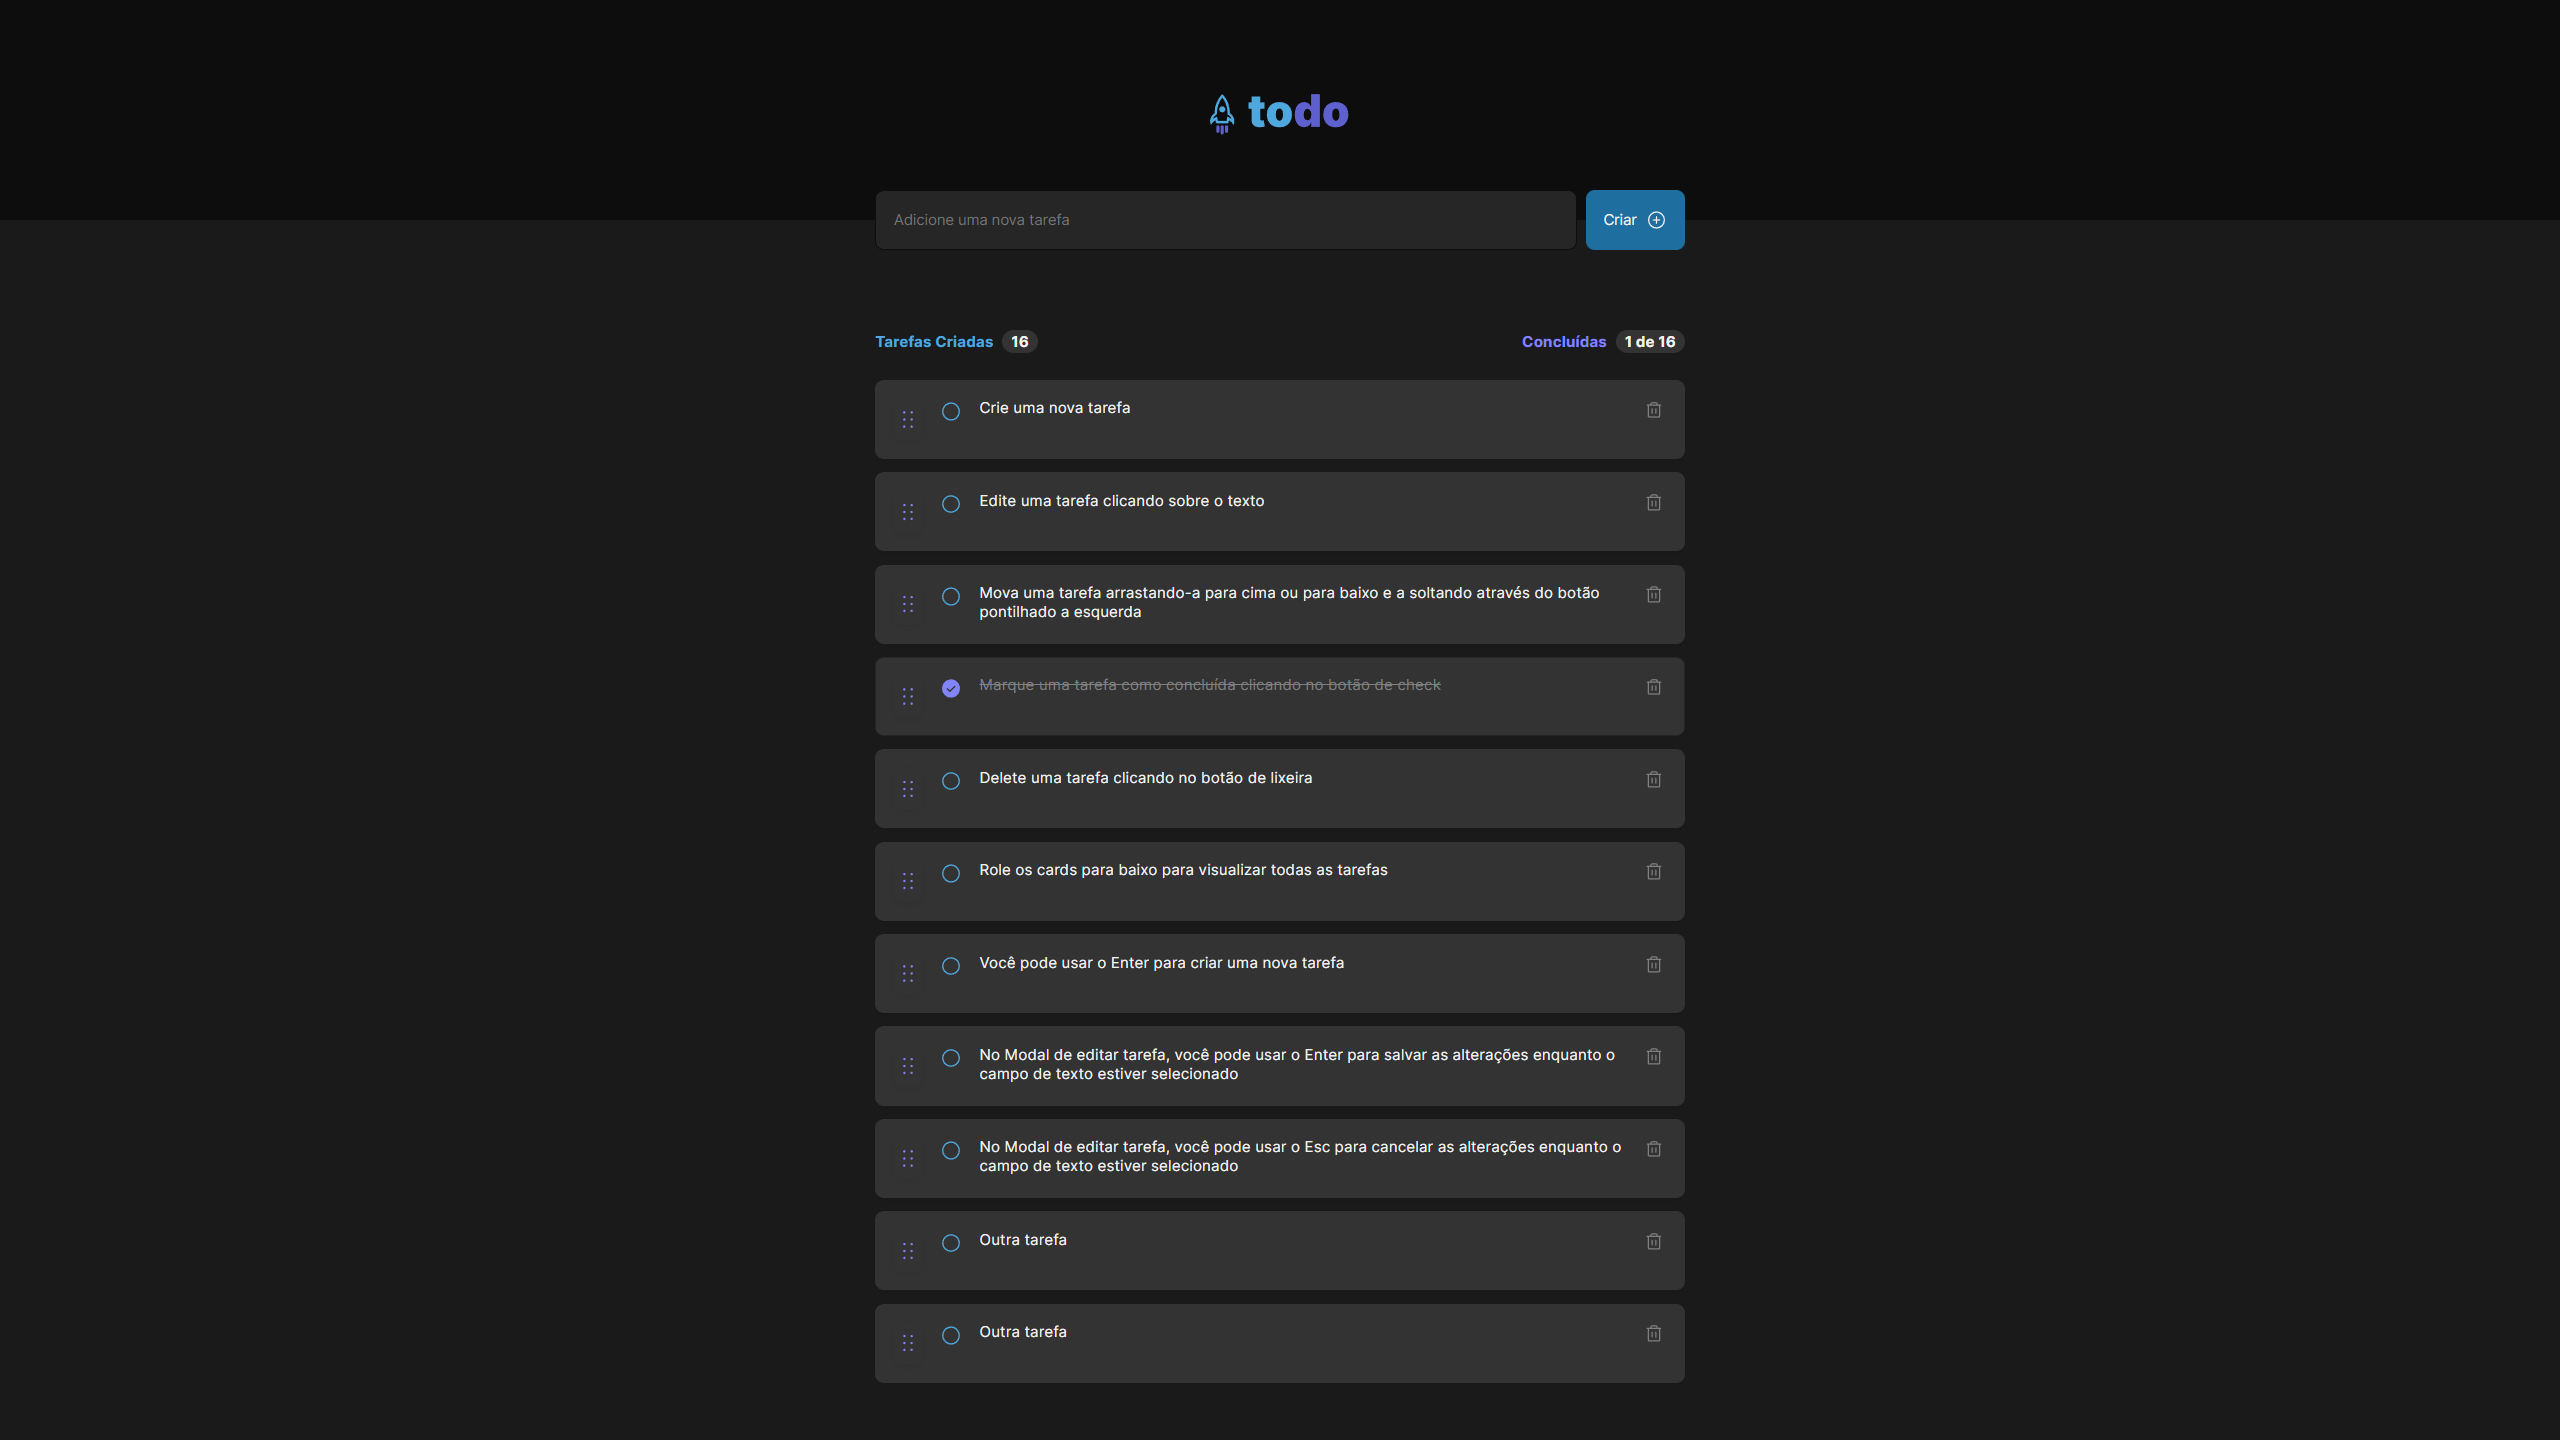 todo
Adicione uma nova tarefa
Criar
Tarefas Criadas 16
Concluídas 1 de 16
Crie uma nova tarefa
Edite uma tarefa clicando sobre o texto
Mova uma tarefa arrastando-a para cima ou para baixo e a soltando através do botão
pontilhado a esquerda
Marque uma tarefa como concluída clicando no botão de check
Delete uma tarefa clicando no botão de lixeira
Role os cards para baixo para visualizar todas as tarefas
Você pode usar o Enter para criar uma nova tarefa
No Modal de editar tarefa, você pode usar o Enter para salvar as alterações enquanto o
campo de texto estiver selecionado
No Modal de editar tarefa, você pode usar o Esc para cancelar as alterações enquanto o
campo de texto estiver selecionado
Outra tarefa
Outra tarefa